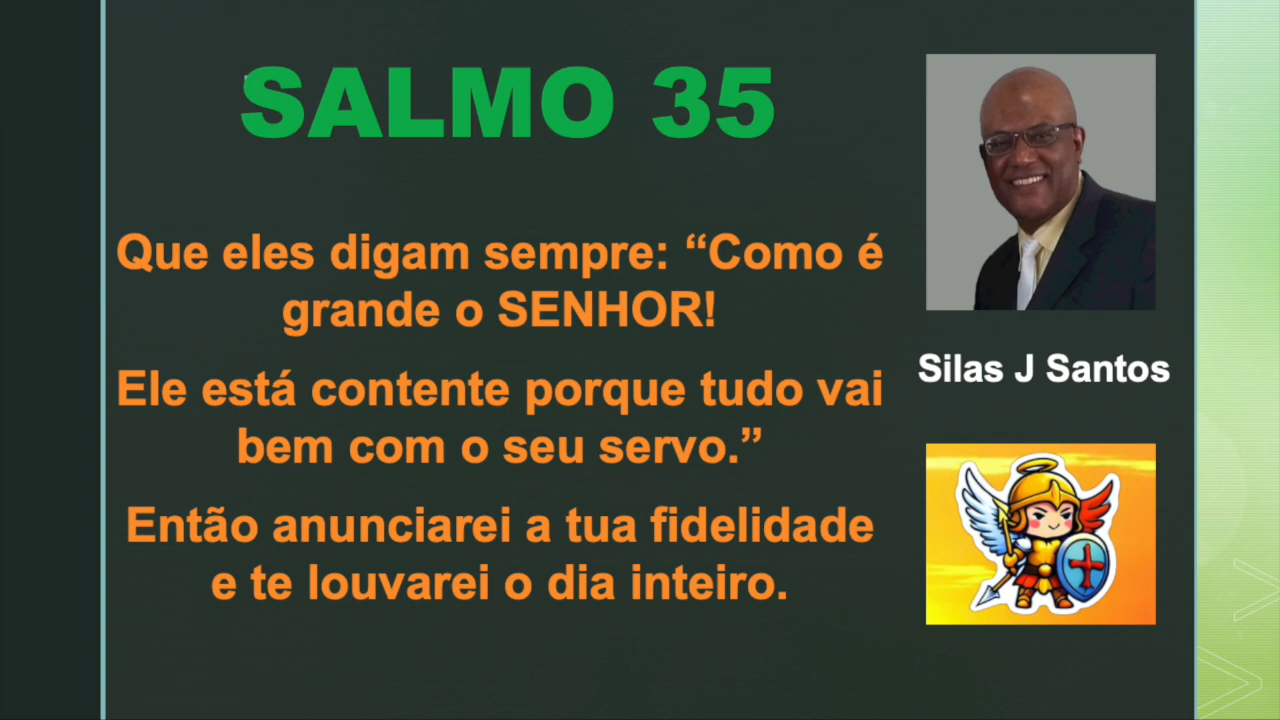 SALMO 35
Que eles digam sempre: “Como é
grande o SENHOR!
Ele está contente porque tudo vai
bem com o seu servo.”
Então anunciarei a tua fidelidade
e te louvarei o dia inteiro.
Silas J Santos